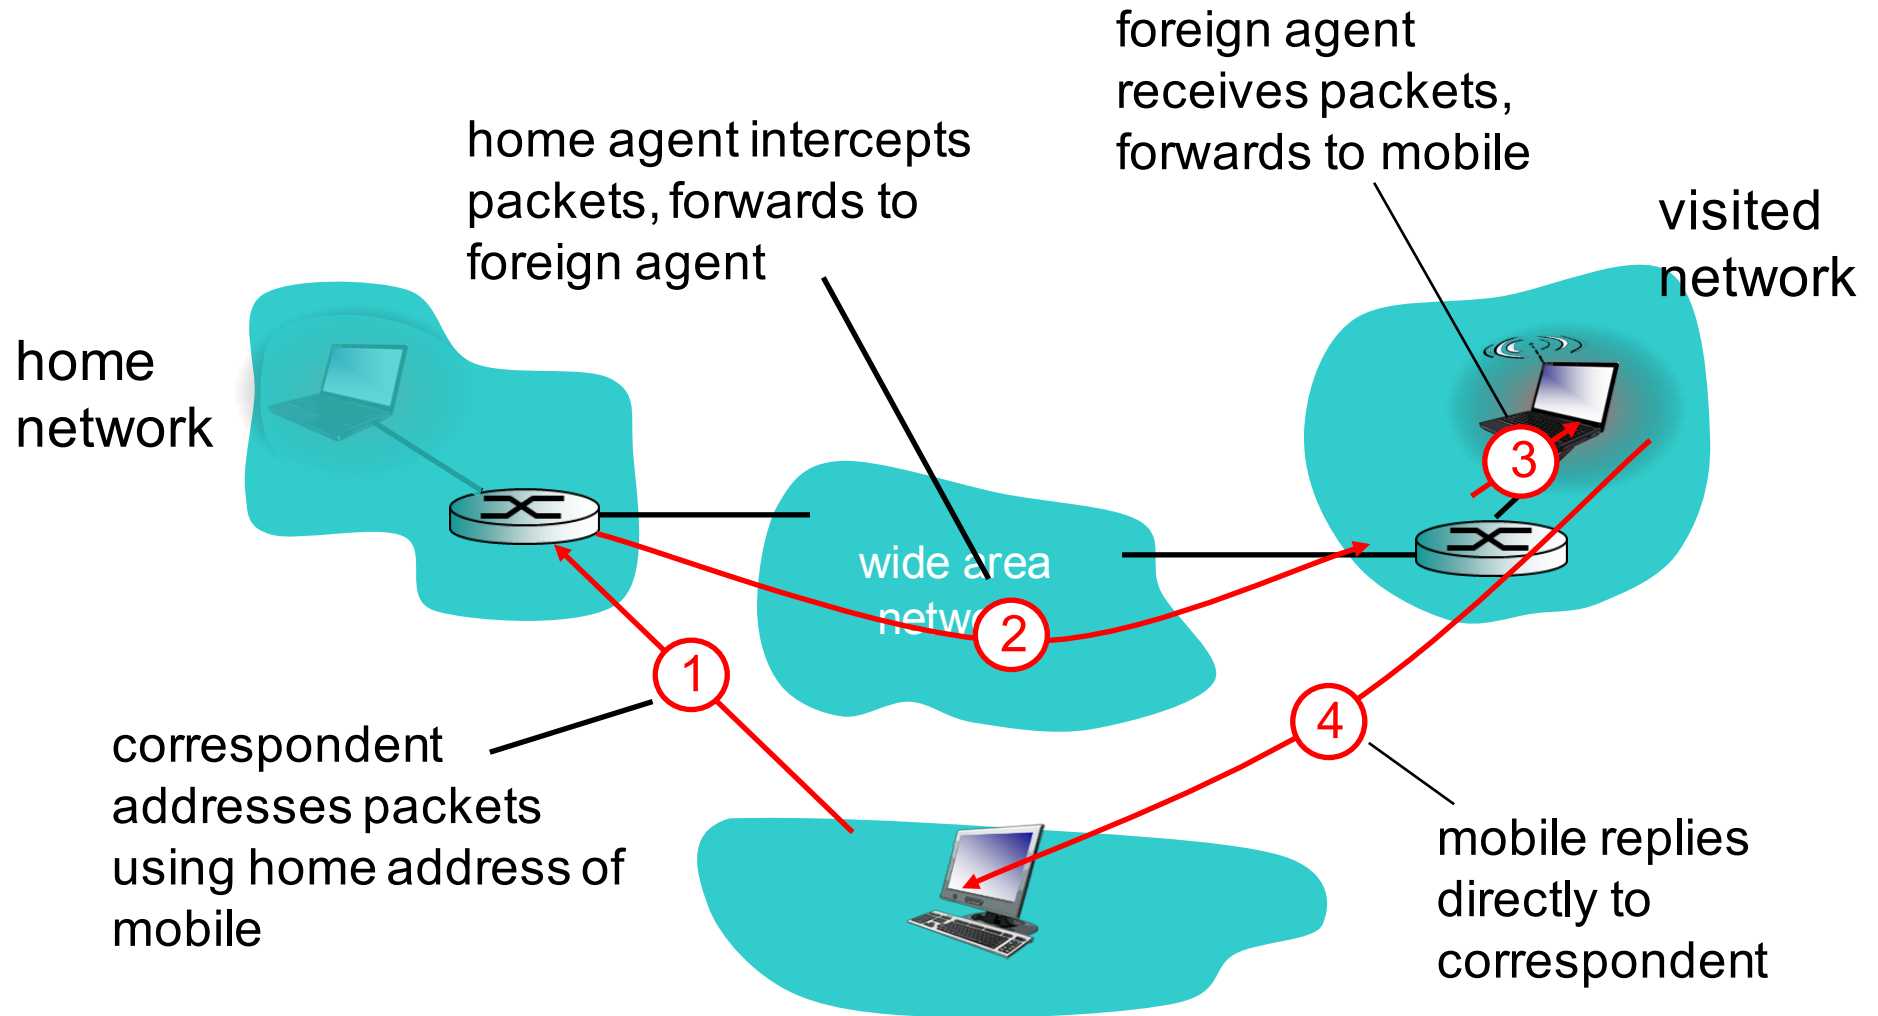 foreign agent
receives packets,
forwards to mobile
home agent intercepts
packets, forwards to
foreign agent
visited
network
home
network
3
wide area
2
1
4
correspondent
addresses packets
using home address of
mobile
mobile replies
directly to
correspondent